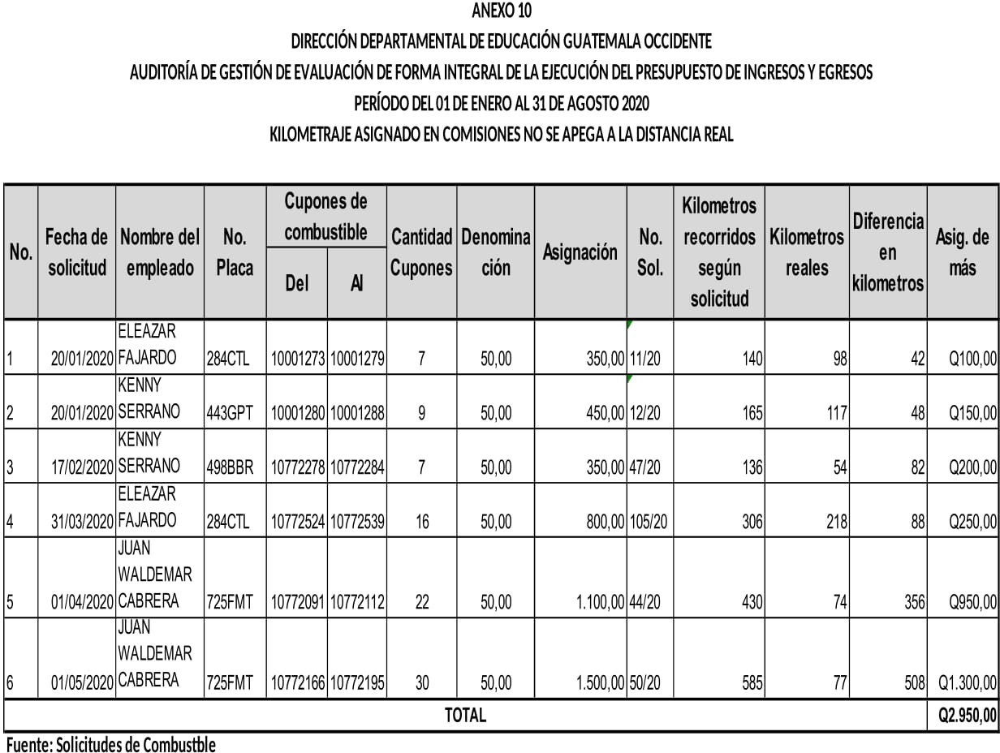 ANEXO 10
DIRECCIÓN DEPARTAMENTAL DE EDUCACIÓN GUATEMALA OCCIDENTE
AUDITORÍA DE GESTIÓN DE EVALUACIÓN DE FORMA INTEGRAL DE LA EJECUCIÓN DEL PRESUPUESTO DE INGRESOS Y EGRESOS
PERÍODO DEL 01 DE ENERO AL 31 DE AGOSTO 2020
KILOMETRAJE ASIGNADO EN COMISIONES NO SE APEGA A LA DISTANCIA REAL
No.
Fecha de
solicitud
Nombre del
empleado
No.
Placa
Cupones de
combustible
Del
Al
Cantidad
Cupones
Denomina
ción
Asignación
No.
Sol.
Kilometros
recorridos
según
solicitud
Kilometros
reales
Diferencia
en
kilometros
Asig. de
más
ELEAZAR
1 20/01/2020 FAJARDO 284CTL 10001273 10001279 7 50,00 350,00 11/20 140 98 42 Q100,00
KENNY
2 20/01/2020 SERRANO 443GPT 10001280 10001288 9 50,00 450,00 12/20 165 117 48 Q150,00
KENNY
3 17/02/2020 SERRANO 498BBR 10772278 10772284 7 50,00 350,00 47/20 136 54 82 Q200,00
ELEAZAR
4 31/03/2020 FAJARDO 284CTL 10772524 10772539 16 50,00 800,00 105/20 306 218 88 Q250,00
JUAN
WALDEMAR
5 01/04/2020 CABRERA 725FMT 10772091 10772112 22 50,00 1.100,00 44/20 430 74 356 Q950,00
JUAN
WALDEMAR
6 01/05/2020 CABRERA 725FMT 10772166 10772195 30 50,00 1.500,00 50/20 585 77 508 Q1.300,00
TOTAL Q2.950,00
Fuente: Solicitudes de Combustble